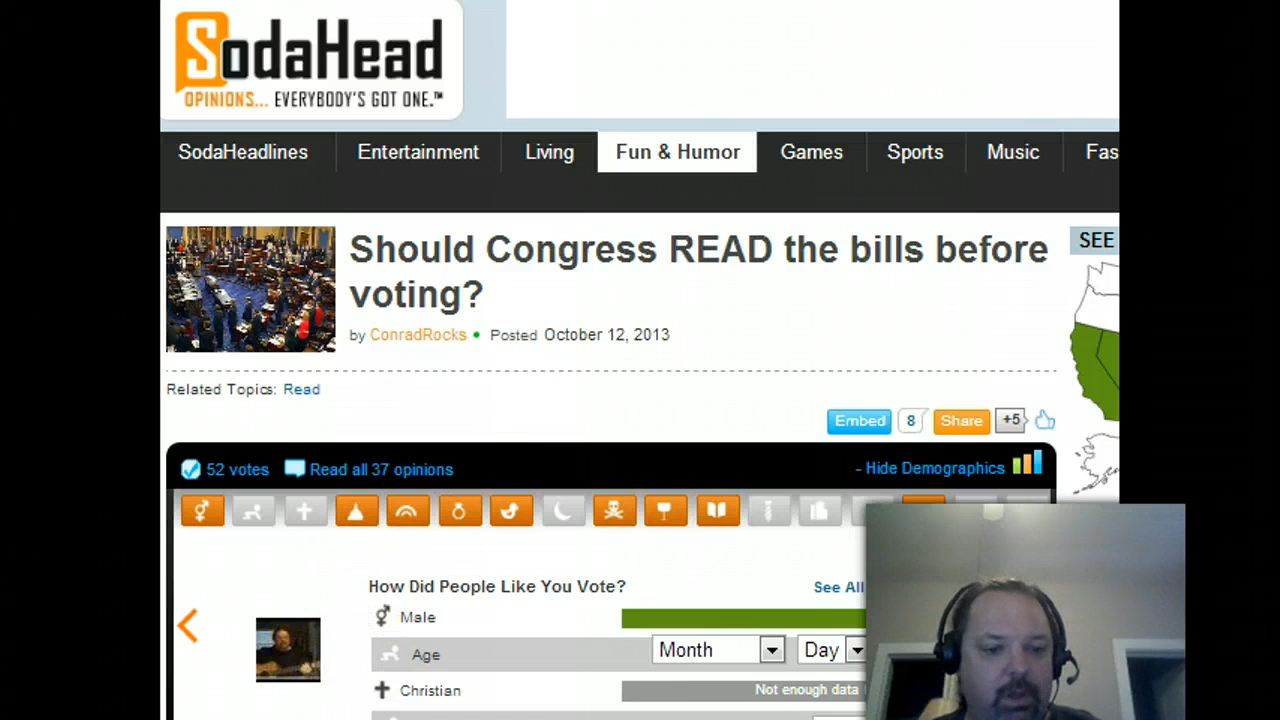 SodaHead
OPINIONS... EVERYBODY'S GOT ONE.™
SodaHeadlines Entertainment Living Fun & Humor Games Sports Music Fas
Should Congress READ the bills before
voting?
SEE
by ConradRocks • Posted October 12, 2013
Related Topics: Read
Embed 8 Share +5
52 votes Read all 37 opinions - Hide Demographics
How Did People Like You Vote? See All
Male
Age Month Day
Christian Not enough data